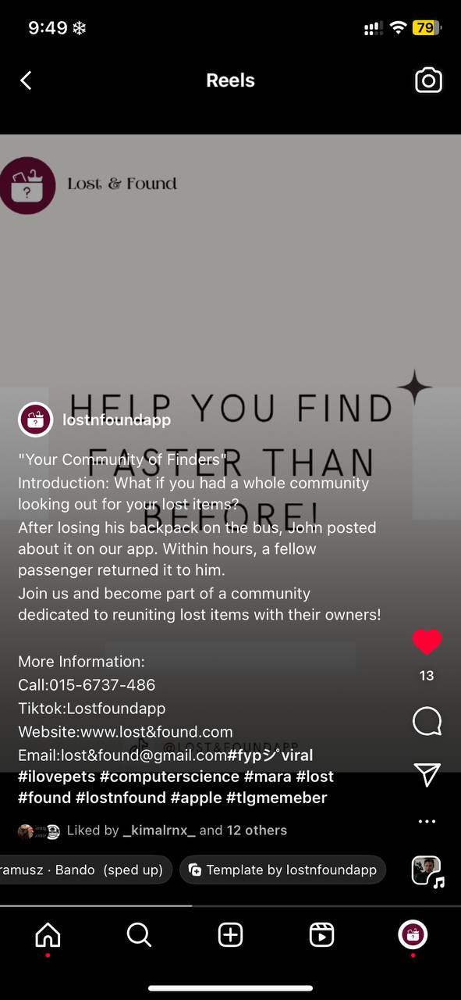 9:49
79
Reels
Lost & Found
HELP YOU FIND
FASTER THAN
BEFORE!
lostnfoundapp
"Your Community of Finders"
Introduction: What if you had a whole community
looking out for your lost items?
After losing his backpack on the bus, John posted
about it on our app. Within hours, a fellow
passenger returned it to him.
Join us and become part of a community
dedicated to reuniting lost items with their owners!
More Information:
Call:015-6737-486
Tiktok:Lostfoundapp
Website:www.lost&found.com
@LOST&FOUNDAPP
Email:lost&found@gmail.com#fypシ゚viral
#ilovepets #computerscience #mara #lost
#found #lostnfound #apple #tlgmemeber
13
Liked by _kimalrnx_ and 12 others
ramusz · Bando (sped up)
Template by lostnfoundapp